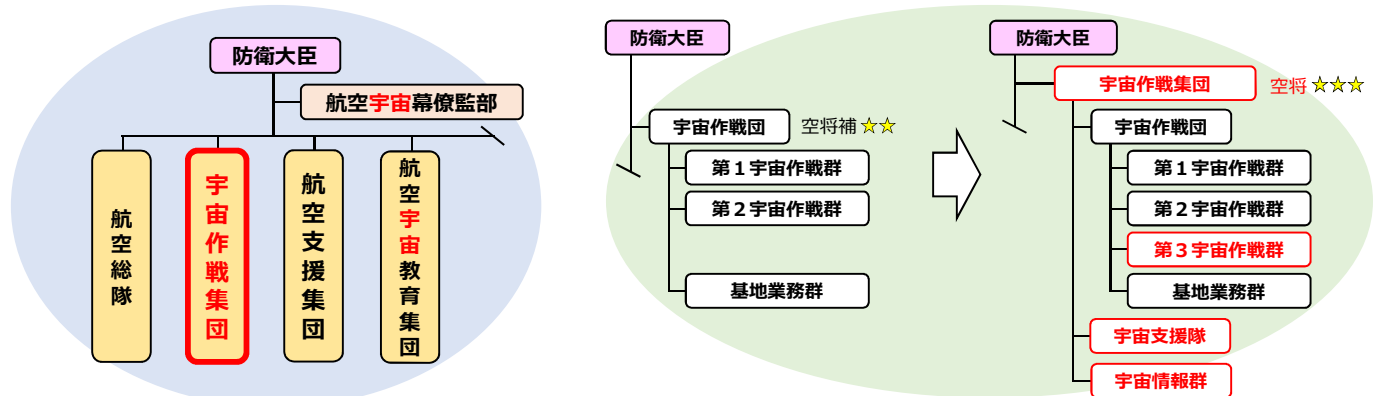 防衛大臣
航空宇宙幕僚監部
航空総隊
宇宙作戦集団
航空支援集団
航空宇宙教育集団
防衛大臣
宇宙作戦団
空将補 ☆☆
第1宇宙作戦群
第2宇宙作戦群
基地業務群
防衛大臣
宇宙作戦集団
空将 ☆☆☆
宇宙作戦団
第1宇宙作戦群
第2宇宙作戦群
第3宇宙作戦群
基地業務群
宇宙支援隊
宇宙情報群